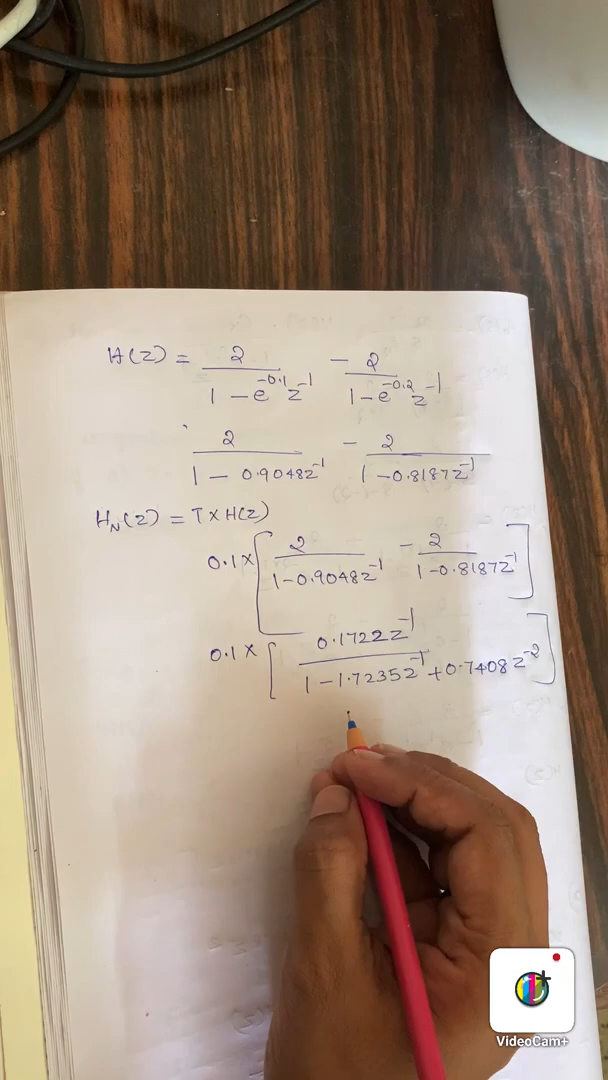 H(z) = 2 / (1 - e^-0.1 z^-1) - 2 / (1 - e^-0.2 z^-1)
2 / (1 - 0.9048z^-1) - 2 / (1 - 0.8187z^-1)
H_N(z) = T × H(z)
0.1 × [2 / (1 - 0.9048z^-1) - 2 / (1 - 0.8187z^-1)]
0.1 × [0.1722z^-1 / (1 - 1.7235z^-1 + 0.7408z^-2)]
VideoCam+